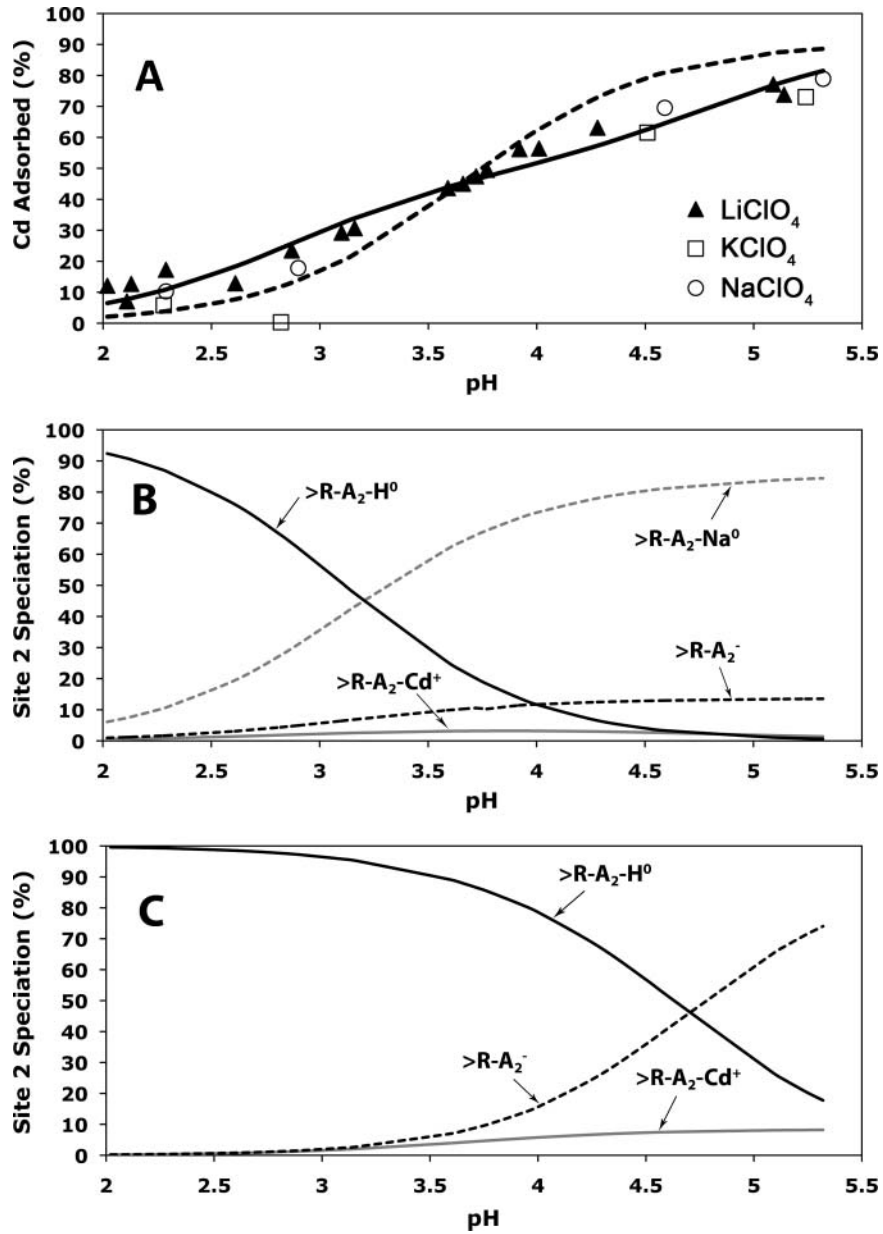 100
90
80
70
60
50
40
30
20
10
0
Cd Adsorbed (%)
A
LiClO₄
KClO₄
NaClO₄
2 2.5 3 3.5 4 4.5 5 5.5
pH
100
90
80
70
60
50
40
30
20
10
0
Site 2 Speciation (%)
B
>R-A₂-H⁰
>R-A₂-Na⁰
>R-A₂-Cd⁺
>R-A₂⁻
2 2.5 3 3.5 4 4.5 5 5.5
pH
100
90
80
70
60
50
40
30
20
10
0
Site 2 Speciation (%)
C
>R-A₂-H⁰
>R-A₂⁻
>R-A₂-Cd⁺
2 2.5 3 3.5 4 4.5 5 5.5
pH